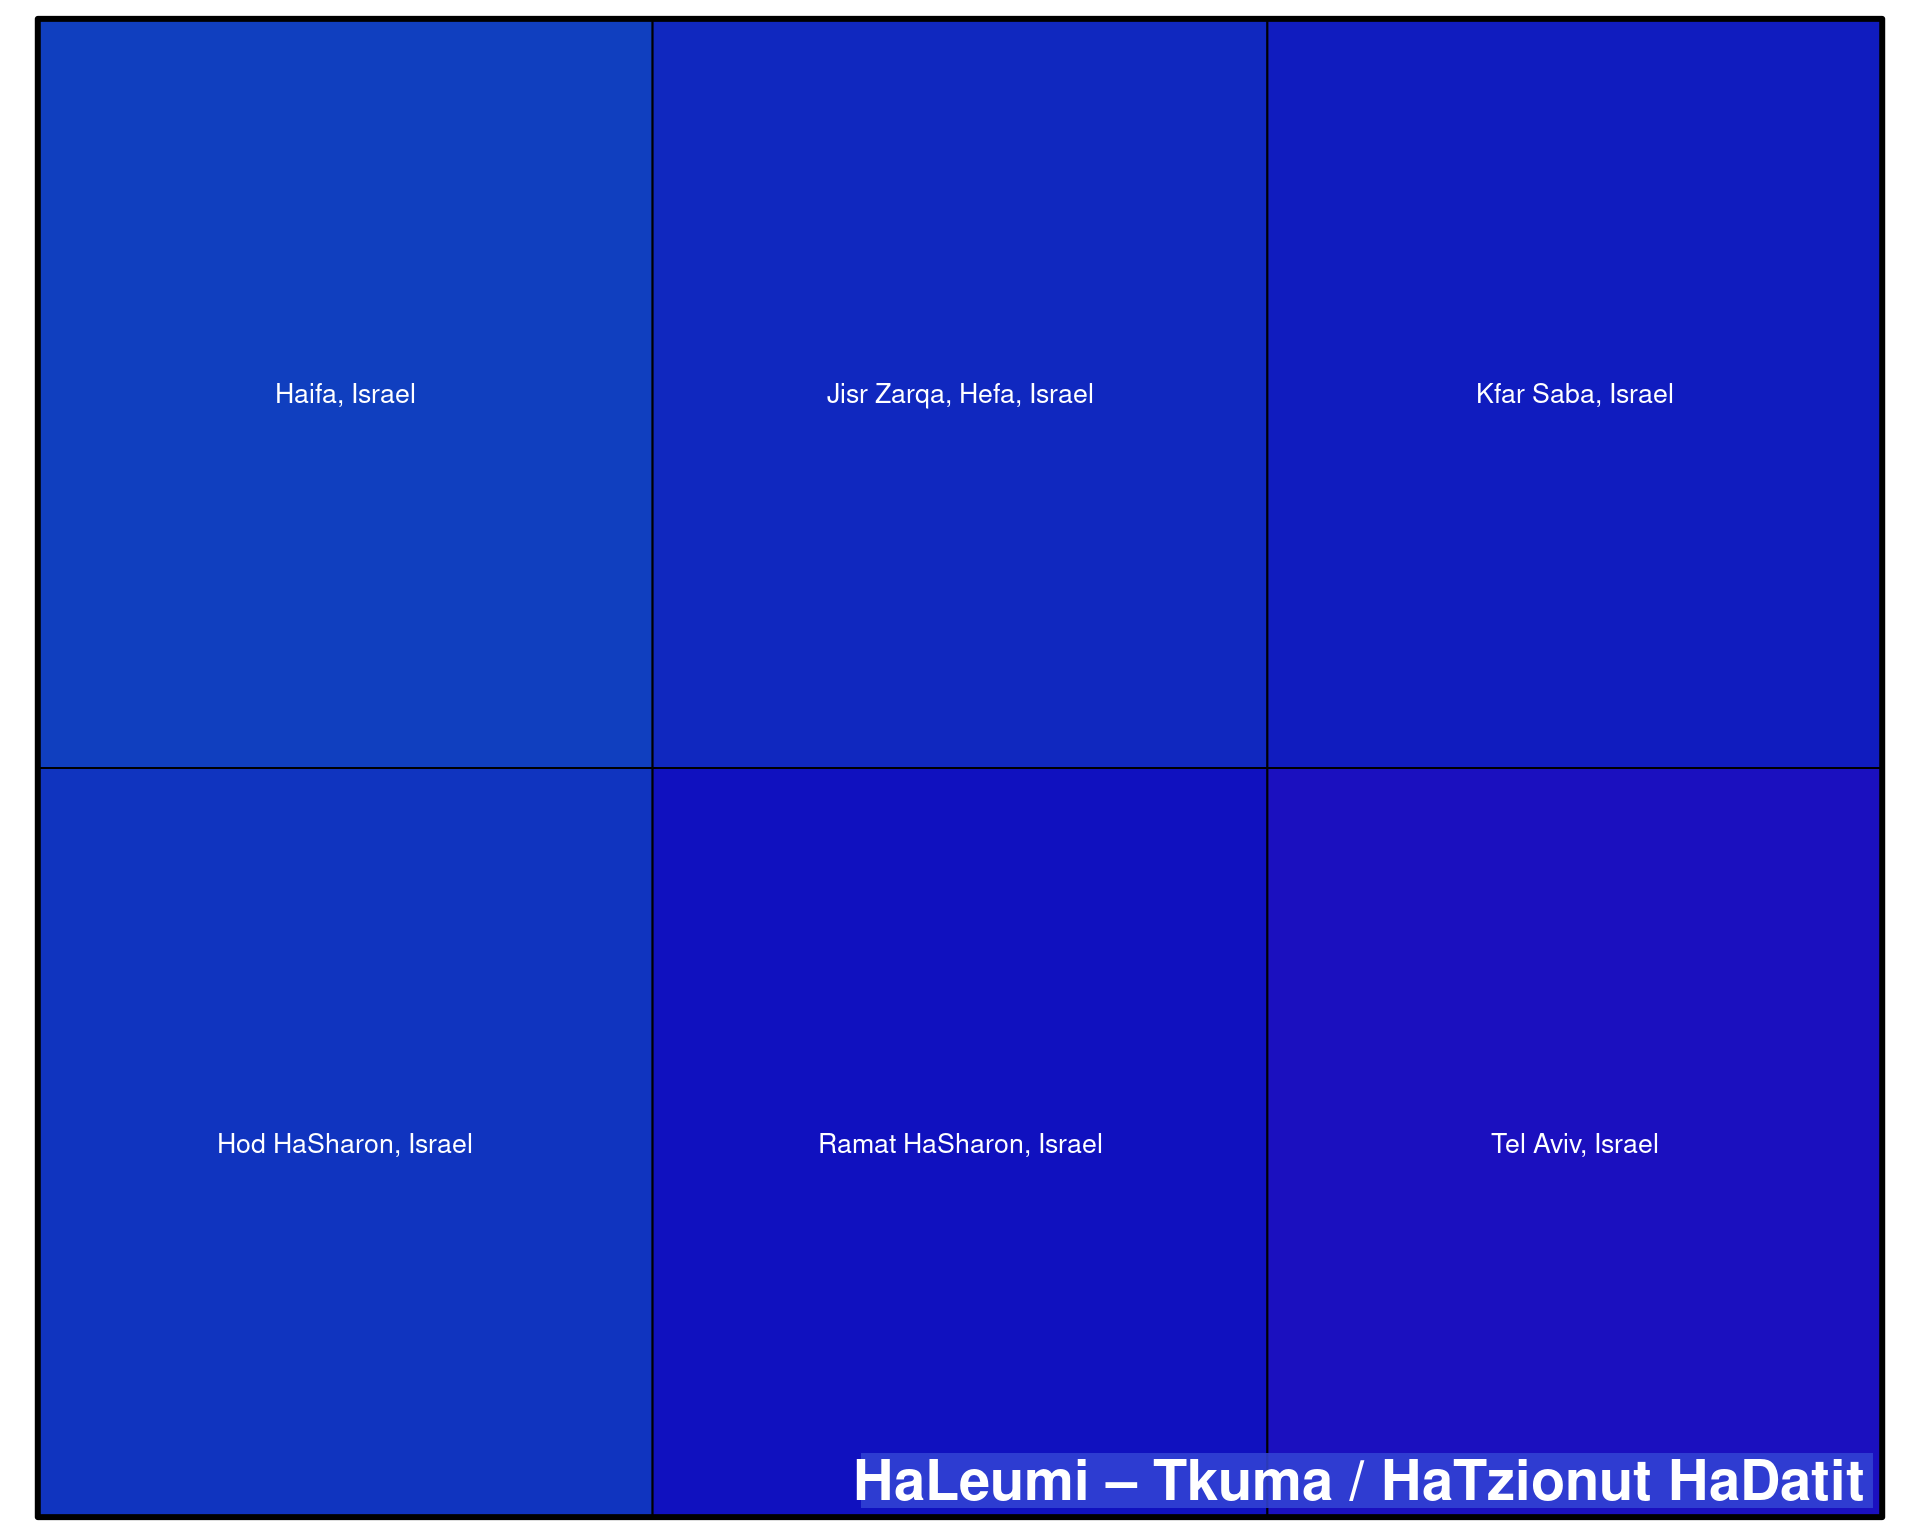 Haifa, Israel
Jisr Zarqa, Hefa, Israel
Kfar Saba, Israel
Hod HaSharon, Israel
Ramat HaSharon, Israel
Tel Aviv, Israel
HaLeumi – Tkuma / HaTzionut HaDatit